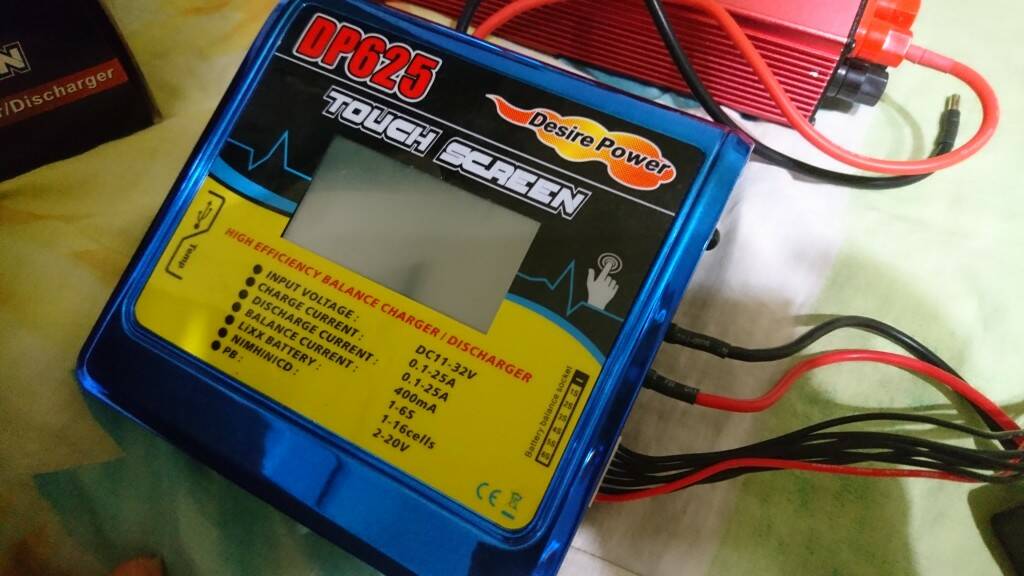 DP625
Desire Power
TOUCH SCREEN
Temp
HIGH EFFICIENCY BALANCE CHARGER / DISCHARGER
● INPUT VOLTAGE : DC11-32V
● CHARGE CURRENT : 0.1-25A
● DISCHARGE CURRENT : 0.1-25A
● BALANCE CURRENT : 400mA
● LiXX BATTERY : 1-6S
● NIMH\NICD : 1-16cells
● PB : 2-20V
Battery balance socket
CE
/Discharger